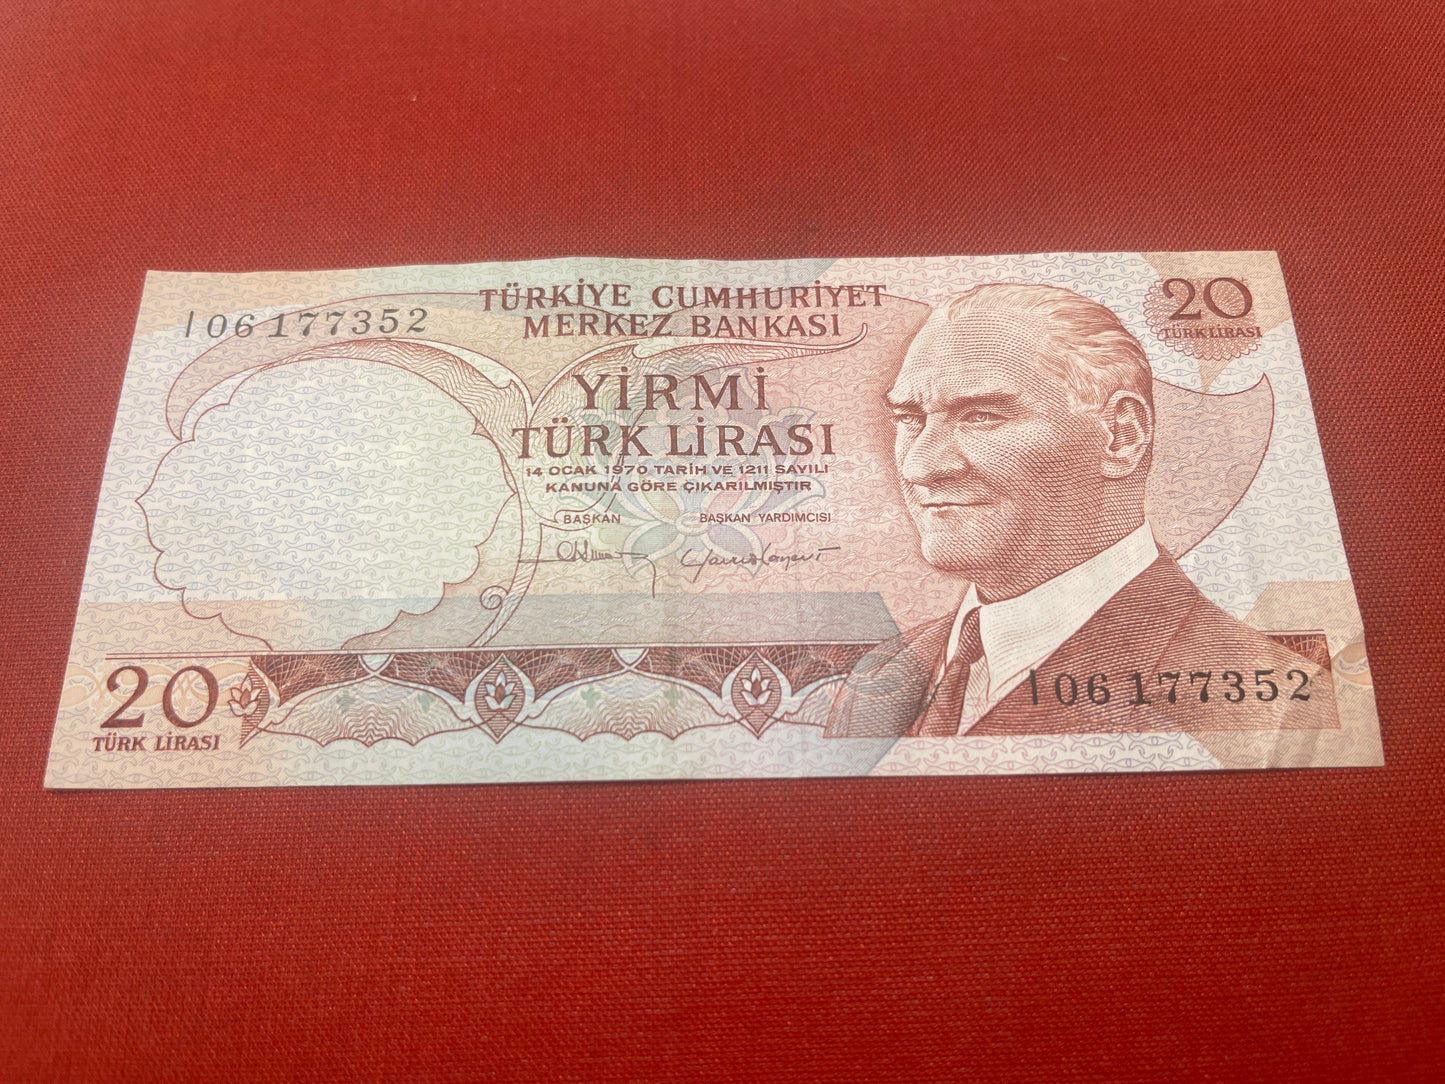 I06 177352
TÜRKİYE CUMHURİYET
MERKEZ BANKASI
20
TÜRK LİRASI
YİRMİ
TÜRK LİRASI
14 OCAK 1970 TARİH VE 1211 SAYILI
KANUNA GÖRE ÇIKARILMIŞTIR
BAŞKAN BAŞKAN YARDIMCISI
20
TÜRK LİRASI
I06 177352